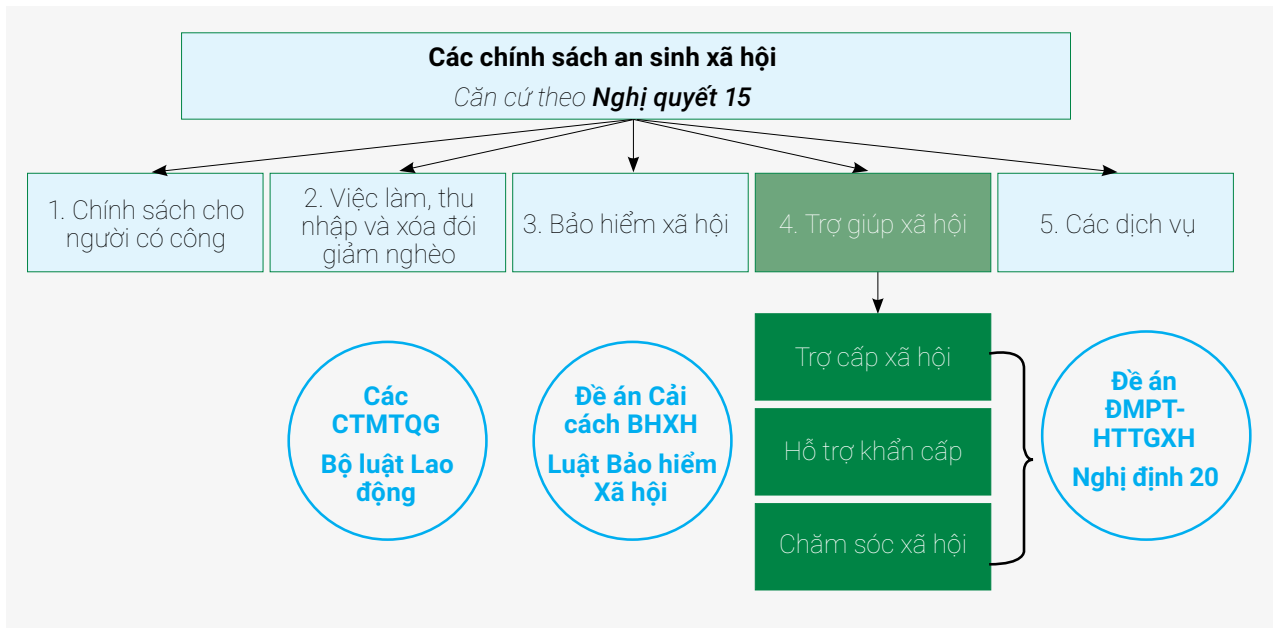 Các chính sách an sinh xã hội
Căn cứ theo Nghị quyết 15
1. Chính sách cho
người có công
2. Việc làm, thu
nhập và xóa đói
giảm nghèo
3. Bảo hiểm xã hội
4. Trợ giúp xã hội
5. Các dịch vụ
Các
CTMTQG
Bộ luật Lao
động
Đề án Cải
cách BHXH
Luật Bảo hiểm
Xã hội
Trợ cấp xã hội
Hỗ trợ khẩn cấp
Chăm sóc xã hội
Đề án
ĐMPT-
HTTGXH
Nghị định 20